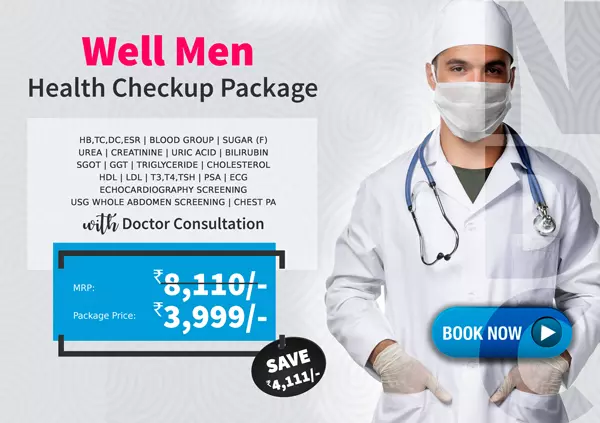 Well Men
Health Checkup Package
HB,TC,DC,ESR | BLOOD GROUP | SUGAR (F)
UREA | CREATININE | URIC ACID | BILIRUBIN
SGOT | GGT | TRIGLYCERIDE | CHOLESTEROL
HDL | LDL | T3,T4,TSH | PSA | ECG
ECHOCARDIOGRAPHY SCREENING
USG WHOLE ABDOMEN SCREENING | CHEST PA
with Doctor Consultation
MRP: ₹8,110/-
Package Price: ₹3,999/-
SAVE
₹4,111/-
BOOK NOW